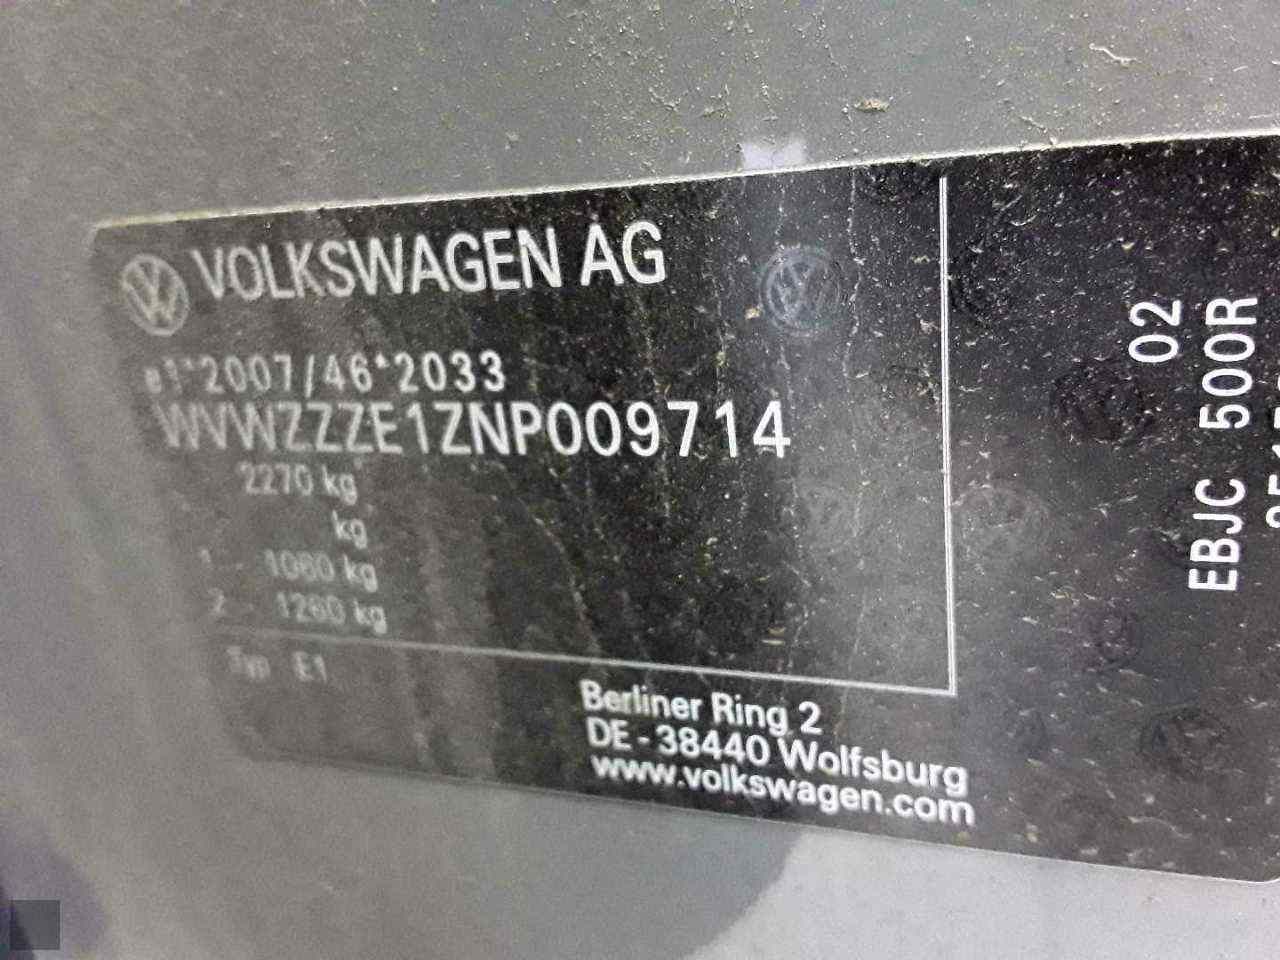 VOLKSWAGEN AG
e1*2007/46*2033
WVWZZZE1ZNP009714
2270 kg
kg
1 - 1060 kg
2 - 1260 kg
Typ E1
Berliner Ring 2
DE - 38440 Wolfsburg
www.volkswagen.com
02
EBJC 500R